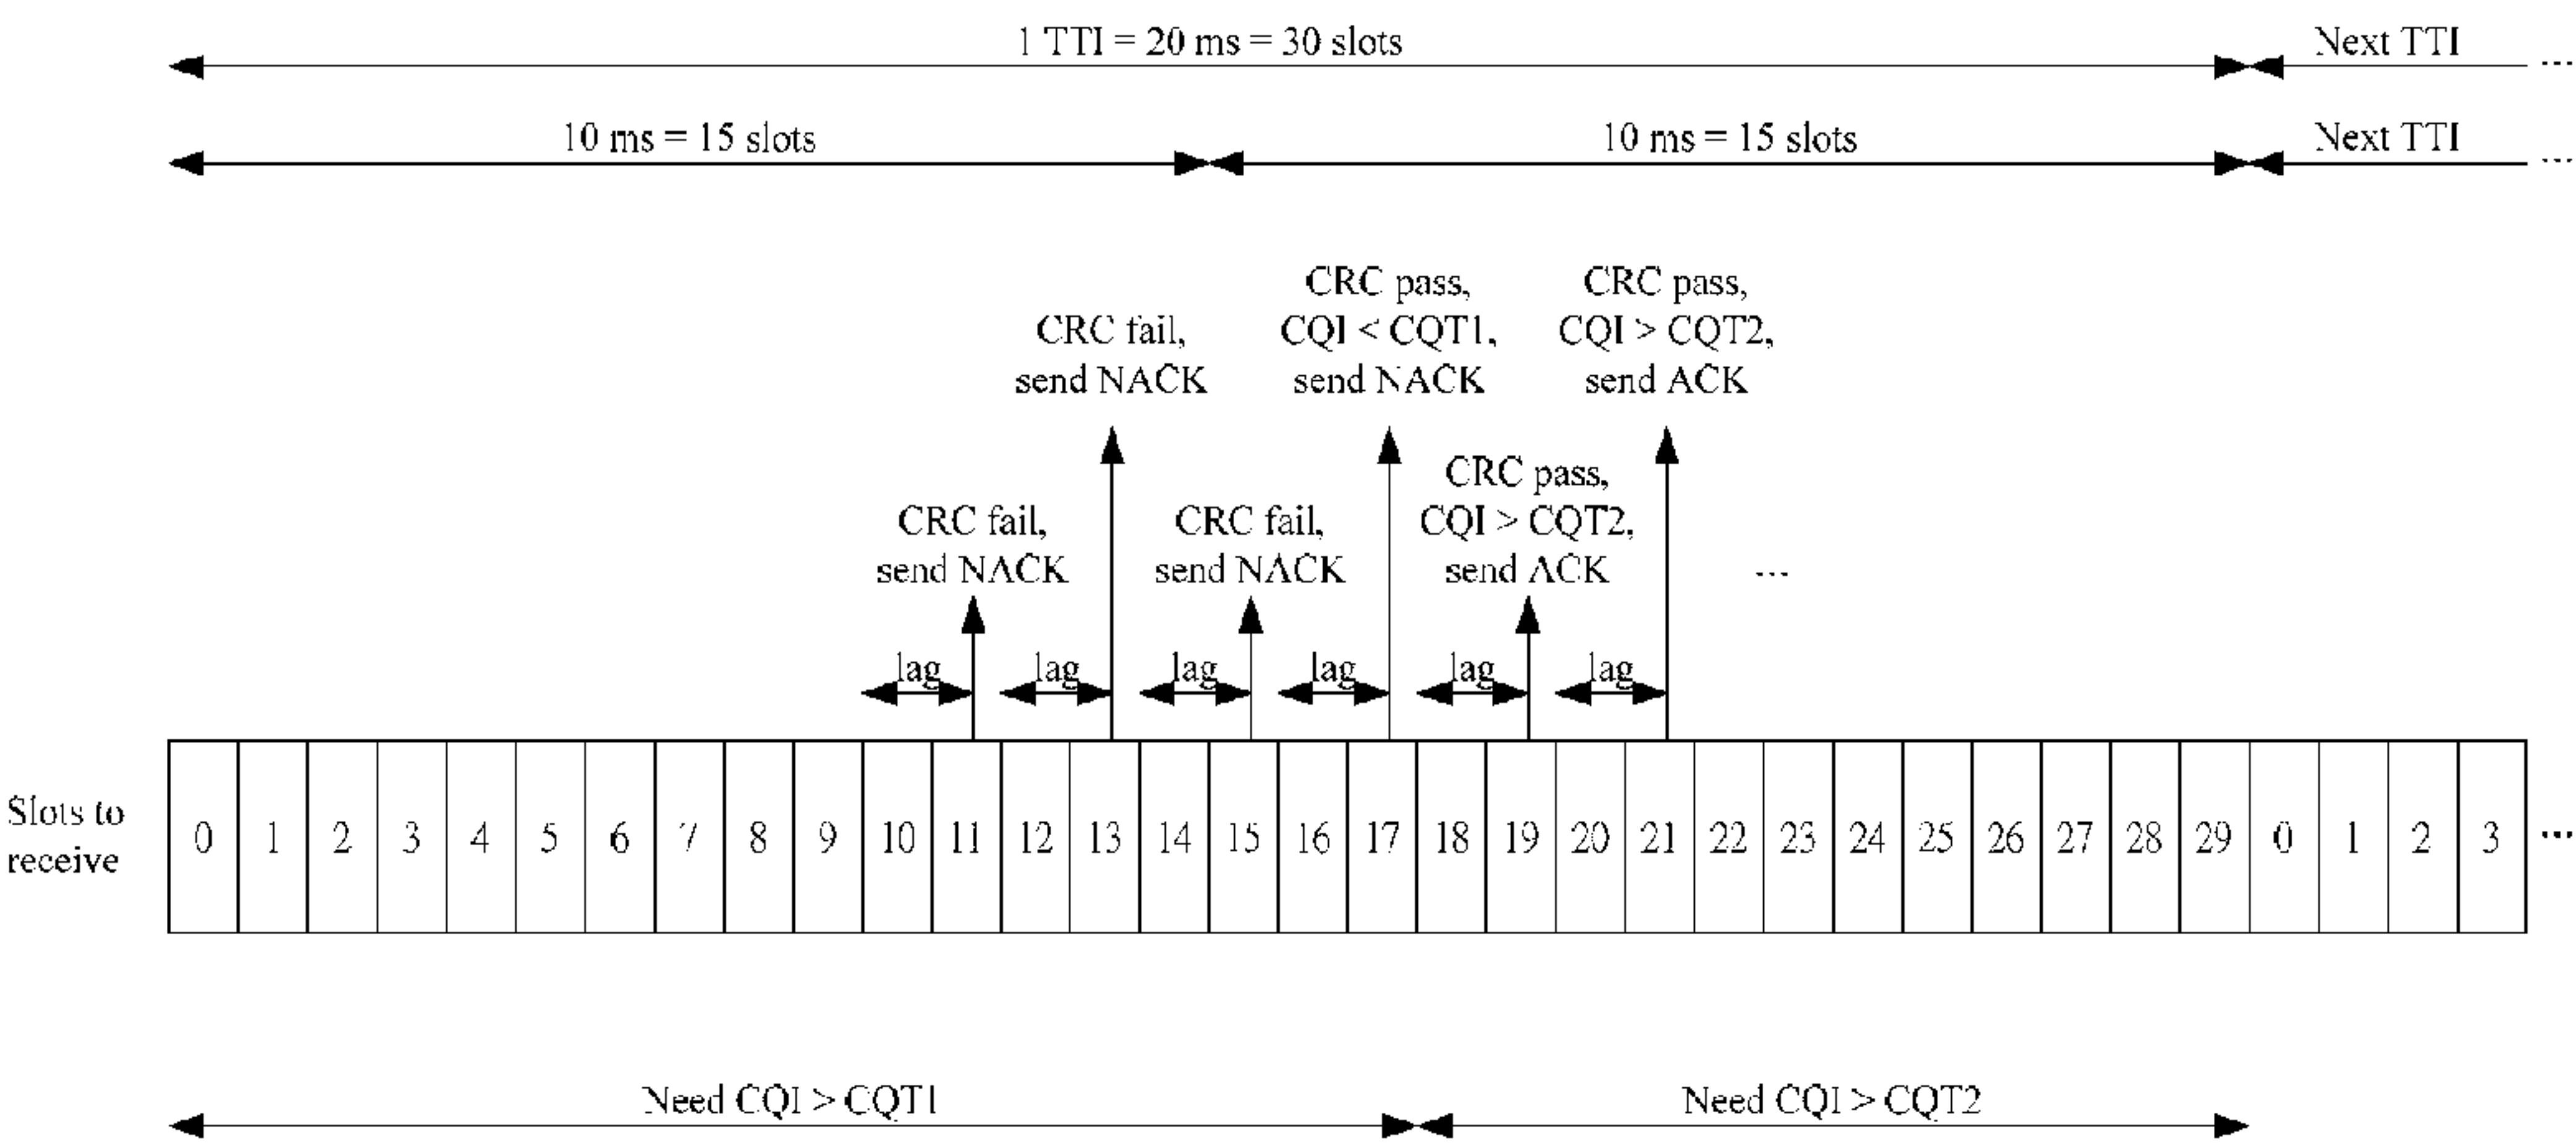 1 TTI = 20 ms = 30 slots
Next TTI
...
10 ms = 15 slots
10 ms = 15 slots
Next TTI
...
CRC fail,
send NACK
CRC pass,
CQI < CQT1,
send NACK
CRC pass,
CQI > CQT2,
send ACK
CRC fail,
send NACK
CRC fail,
send NACK
CRC pass,
CQI > CQT2,
send ACK
...
lag
lag
lag
lag
lag
lag
Slots to
receive
0 1 2 3 4 5 6 7 8 9 10 11 12 13 14 15 16 17 18 19 20 21 22 23 24 25 26 27 28 29 0 1 2 3 ...
Need CQI > CQT1
Need CQI > CQT2